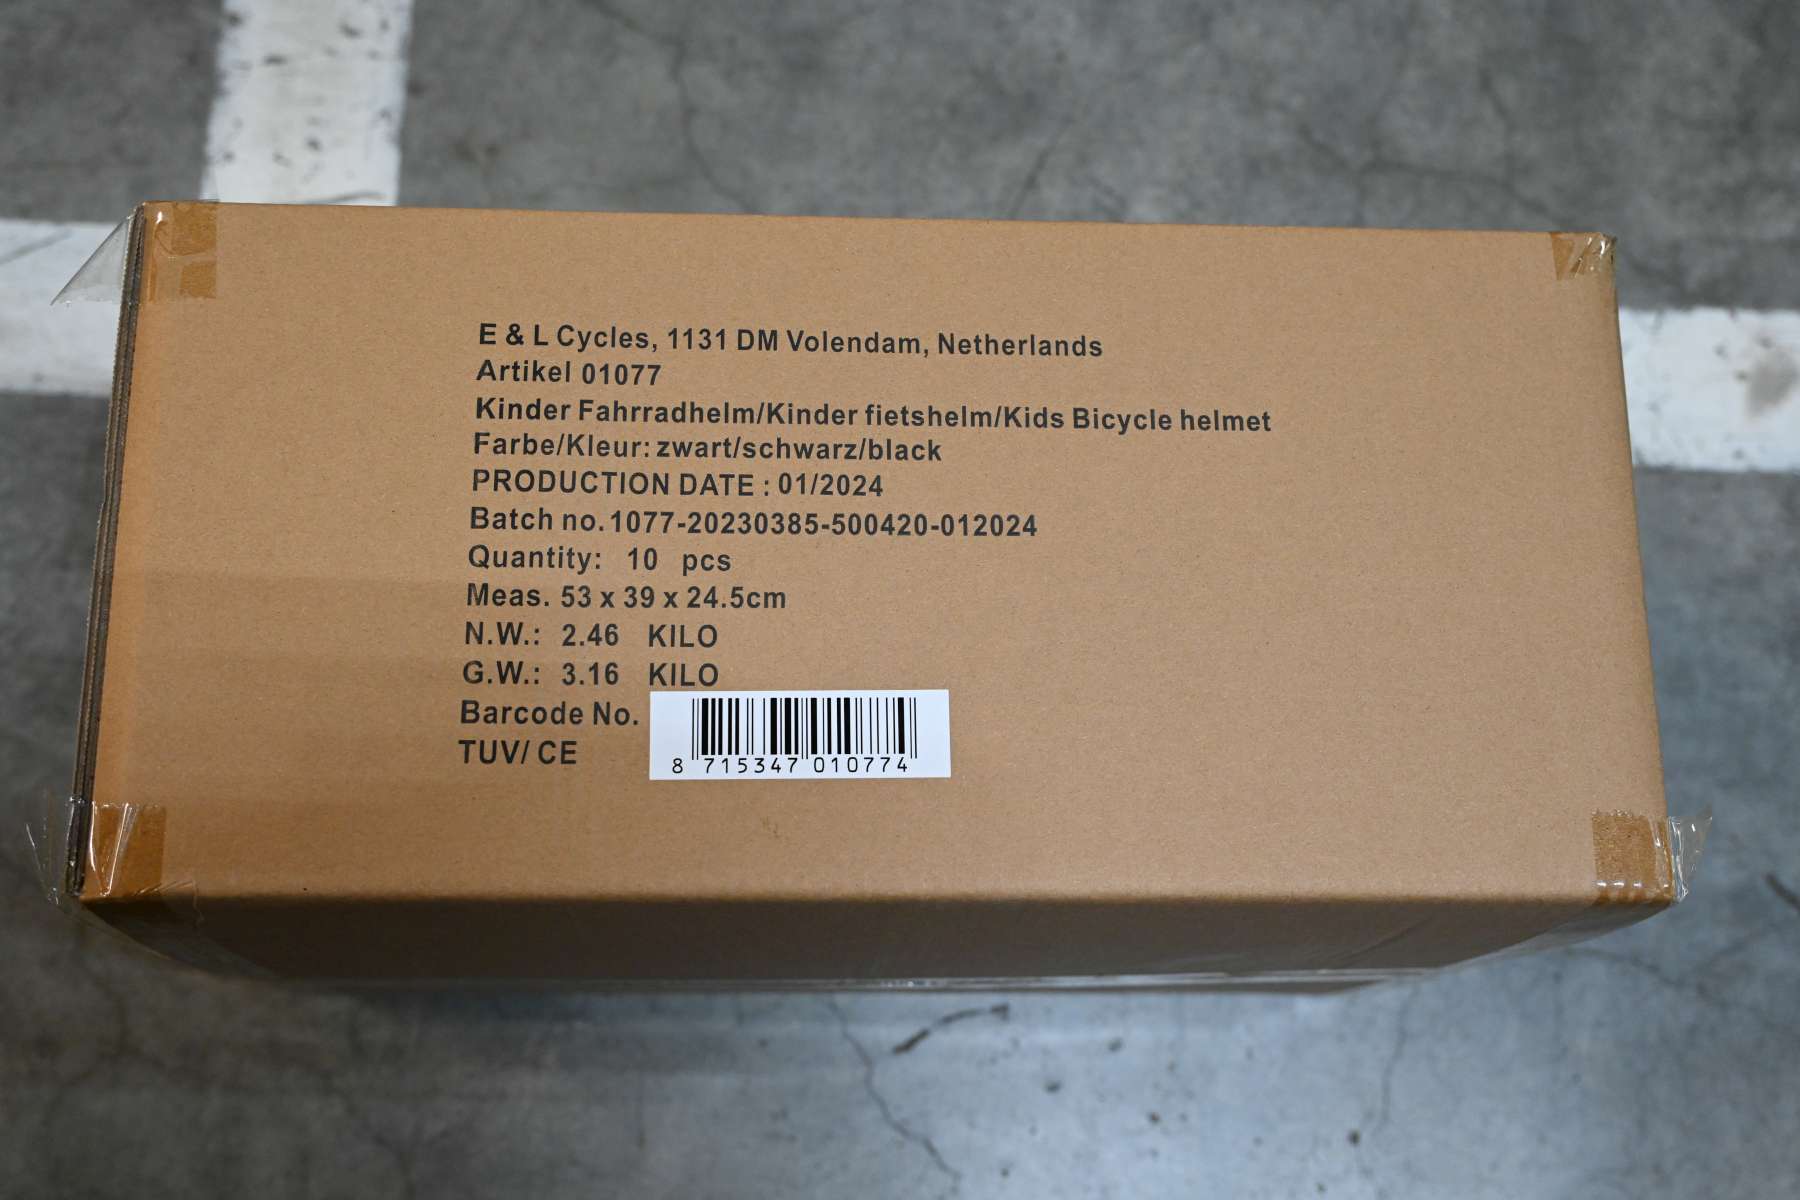 E & L Cycles, 1131 DM Volendam, Netherlands
Artikel 01077
Kinder Fahrradhelm/Kinder fietshelm/Kids Bicycle helmet
Farbe/Kleur: zwart/schwarz/black
PRODUCTION DATE : 01/2024
Batch no. 1077-20230385-500420-012024
Quantity: 10 pcs
Meas. 53 x 39 x 24.5cm
N.W.: 2.46 KILO
G.W.: 3.16 KILO
Barcode No.
TUV/ CE
8 715347 010774